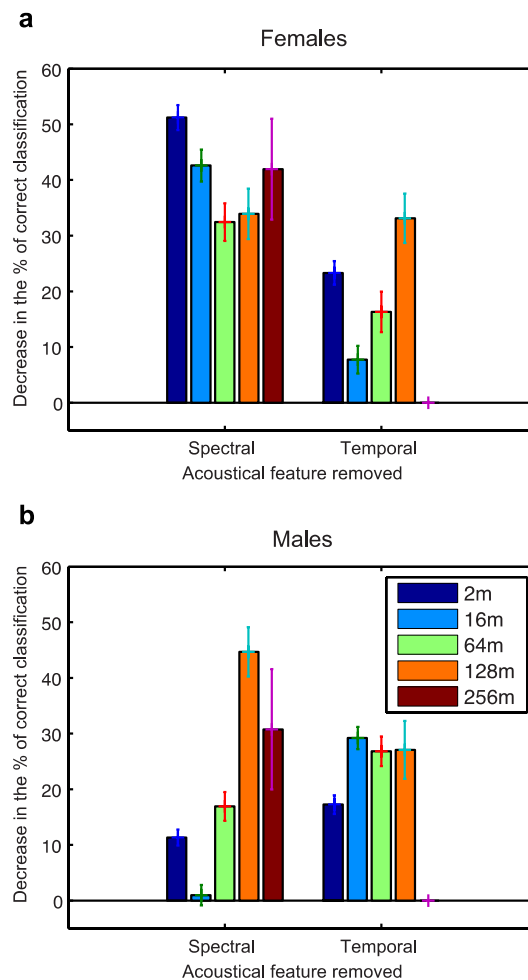 a
Females
Decrease in the % of correct classification
60
50
40
30
20
10
0
Spectral
Temporal
Acoustical feature removed
b
Males
Decrease in the % of correct classification
60
50
40
30
20
10
0
2m
16m
64m
128m
256m
Spectral
Temporal
Acoustical feature removed